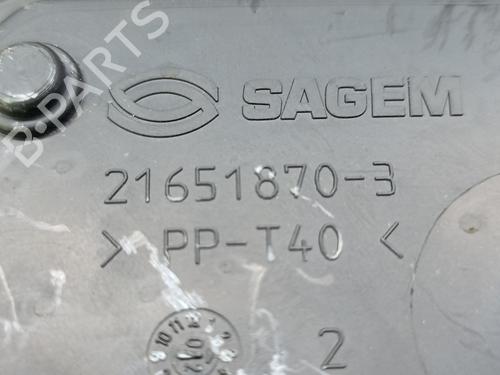 SAGEM
21651870-3
> PP-T40 <
2
B-PARTS